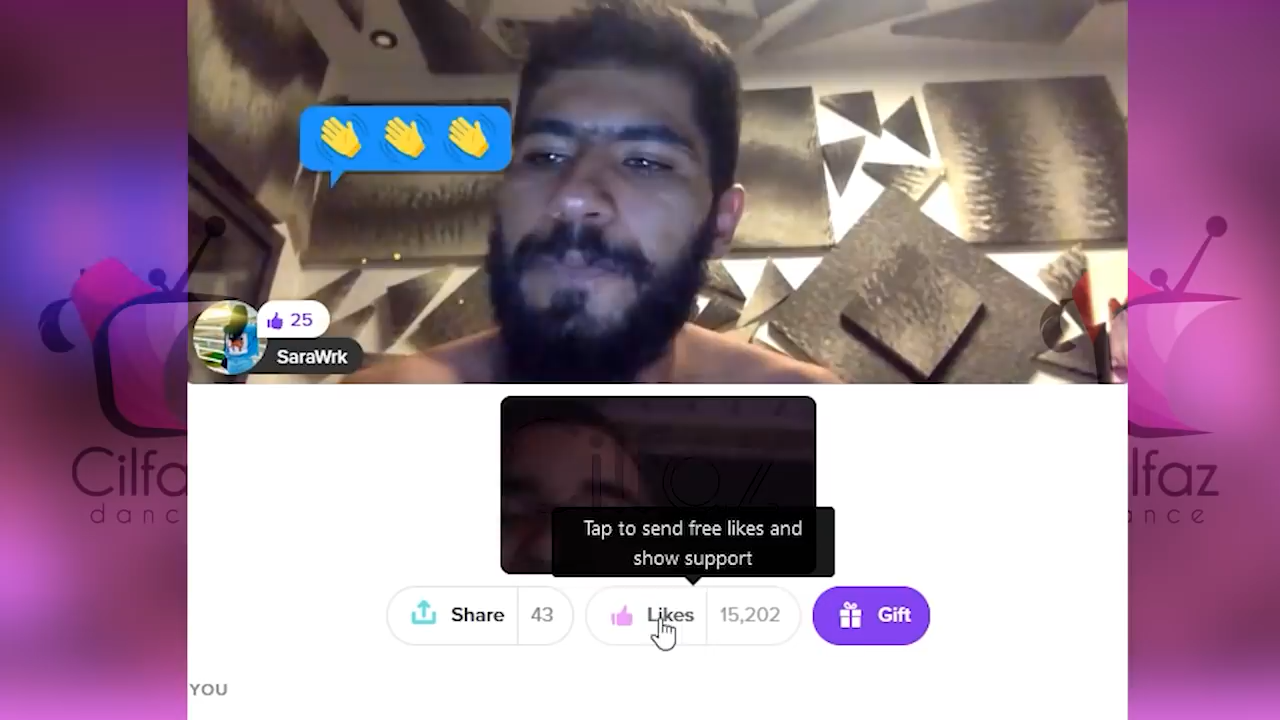 25
SaraWrk
Cilfaz
dance
Tap to send free likes and
show support
Share 43
Likes 15,202
Gift
YOU